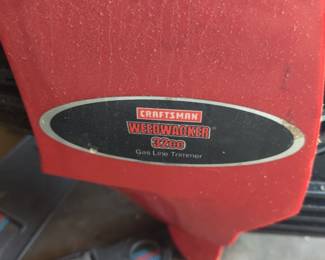 CRAFTSMAN
WEEDWACKER
32cc
Gas Line Trimmer